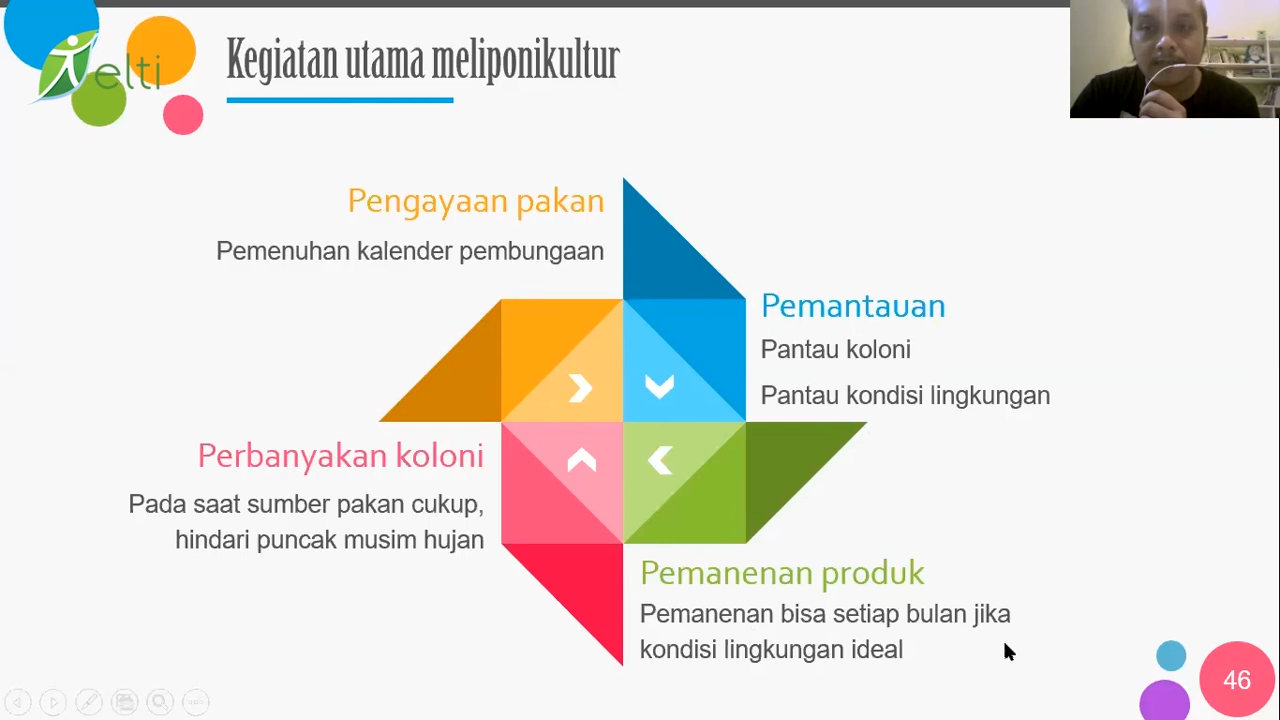 elti
Kegiatan utama meliponikultur
Pengayaan pakan
Pemenuhan kalender pembungaan
Pemantauan
Pantau koloni
Pantau kondisi lingkungan
Perbanyakan koloni
Pada saat sumber pakan cukup,
hindari puncak musim hujan
Pemanenan produk
Pemanenan bisa setiap bulan jika
kondisi lingkungan ideal
46